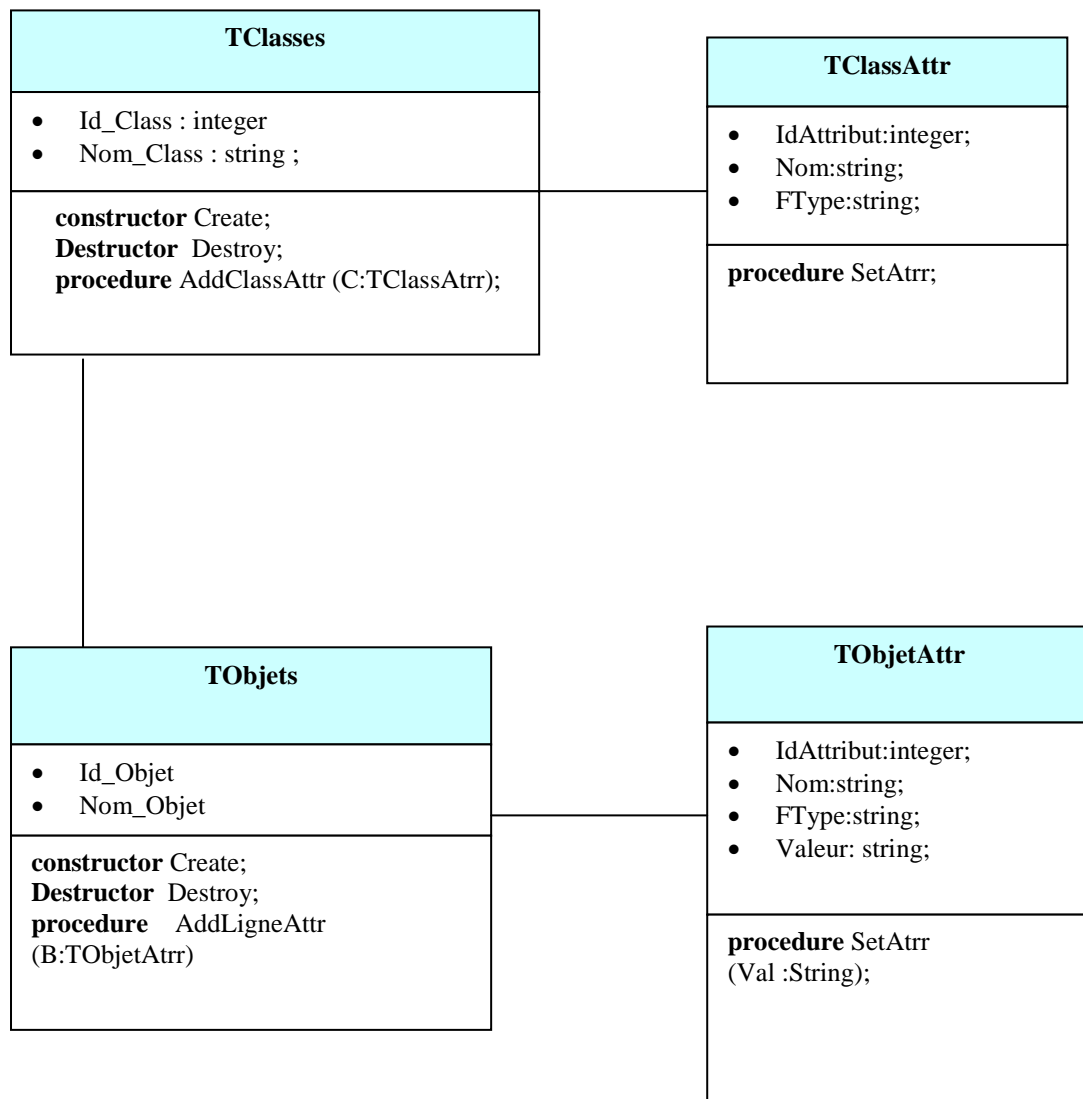 TClasses
• Id_Class : integer
• Nom_Class : string ;
constructor Create;
Destructor Destroy;
procedure AddClassAttr (C:TClassAtrr);
TClassAttr
• IdAttribut:integer;
• Nom:string;
• FType:string;
procedure SetAtrr;
TObjets
• Id_Objet
• Nom_Objet
constructor Create;
Destructor Destroy;
procedure AddLigneAttr
(B:TObjetAtrr)
TObjetAttr
• IdAttribut:integer;
• Nom:string;
• FType:string;
• Valeur: string;
procedure SetAtrr
(Val :String);